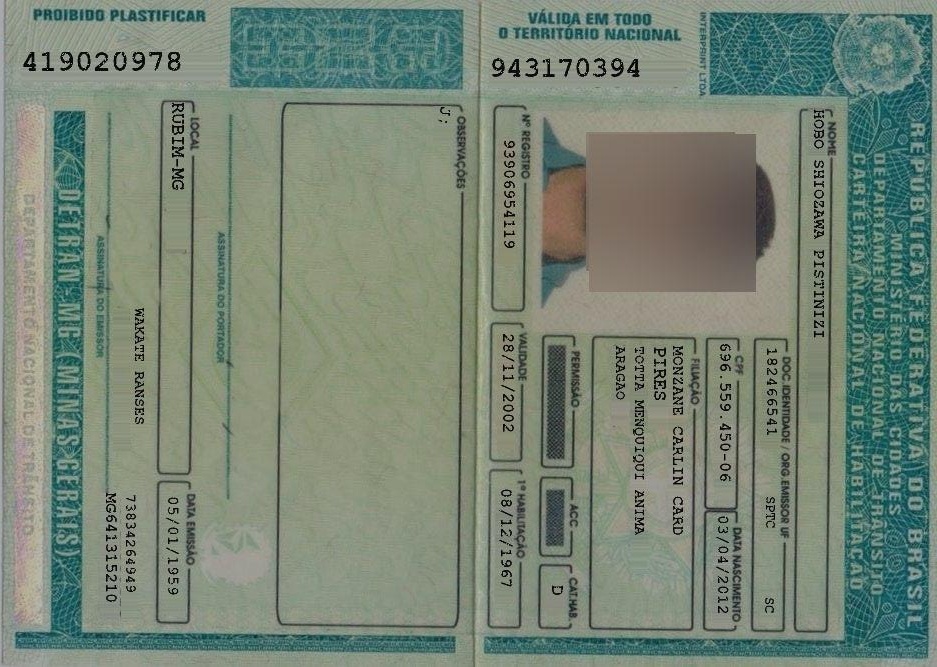 PROIBIDO PLASTIFICAR
419020978
VÁLIDA EM TODO
O TERRITÓRIO NACIONAL
943170394
INTERPRINT LTDA
REPÚBLICA FEDERATIVA DO BRASIL
MINISTÉRIO DAS CIDADES
DEPARTAMENTO NACIONAL DE TRÂNSITO
CARTEIRA NACIONAL DE HABILITAÇÃO
NOME
HOBO SHIOZAWA PISTINIZI
DOC IDENTIDADE / ORG EMISSOR UF
182466541 SPTC SC
CPF
696.559.450-06
DATA NASCIMENTO
03/04/2012
FILIAÇÃO
MONZANE CARLIN CARD
PIRES
TOTTA MENQUIQUI ANIMA
ARAGAO
PERMISSÃO
ACC
CAT.HAB.
D
Nº REGISTRO
93906954119
VALIDADE
28/11/2002
1ª HABILITAÇÃO
08/12/1967
OBSERVAÇÕES
J;
ASSINATURA DO PORTADOR
LOCAL
RUBIM-MG
DATA EMISSÃO
05/01/1959
WAKATE RANSES
73834264949
MG641315210
ASSINATURA DO EMISSOR
DETRAN-MG (MINAS GERAIS)
DEPARTAMENTO NACIONAL DE TRÂNSITO